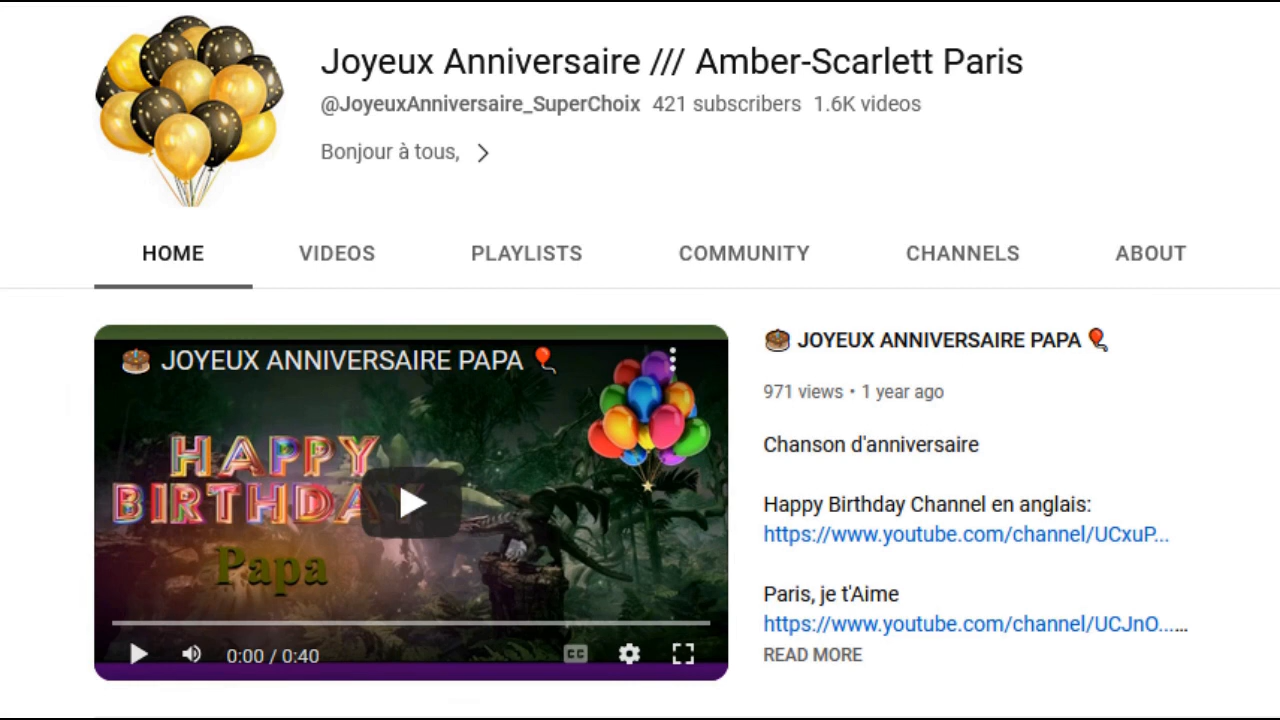 Joyeux Anniversaire /// Amber-Scarlett Paris
@JoyeuxAnniversaire_SuperChoix 421 subscribers 1.6K videos
Bonjour à tous,
HOME VIDEOS PLAYLISTS COMMUNITY CHANNELS ABOUT
JOYEUX ANNIVERSAIRE PAPA
HAPPY
BIRTHDAY
Papa
0:00 / 0:40
CC
JOYEUX ANNIVERSAIRE PAPA
971 views • 1 year ago
Chanson d'anniversaire
Happy Birthday Channel en anglais:
https://www.youtube.com/channel/UCxuP...
Paris, je t'Aime
https://www.youtube.com/channel/UCJnO......
READ MORE